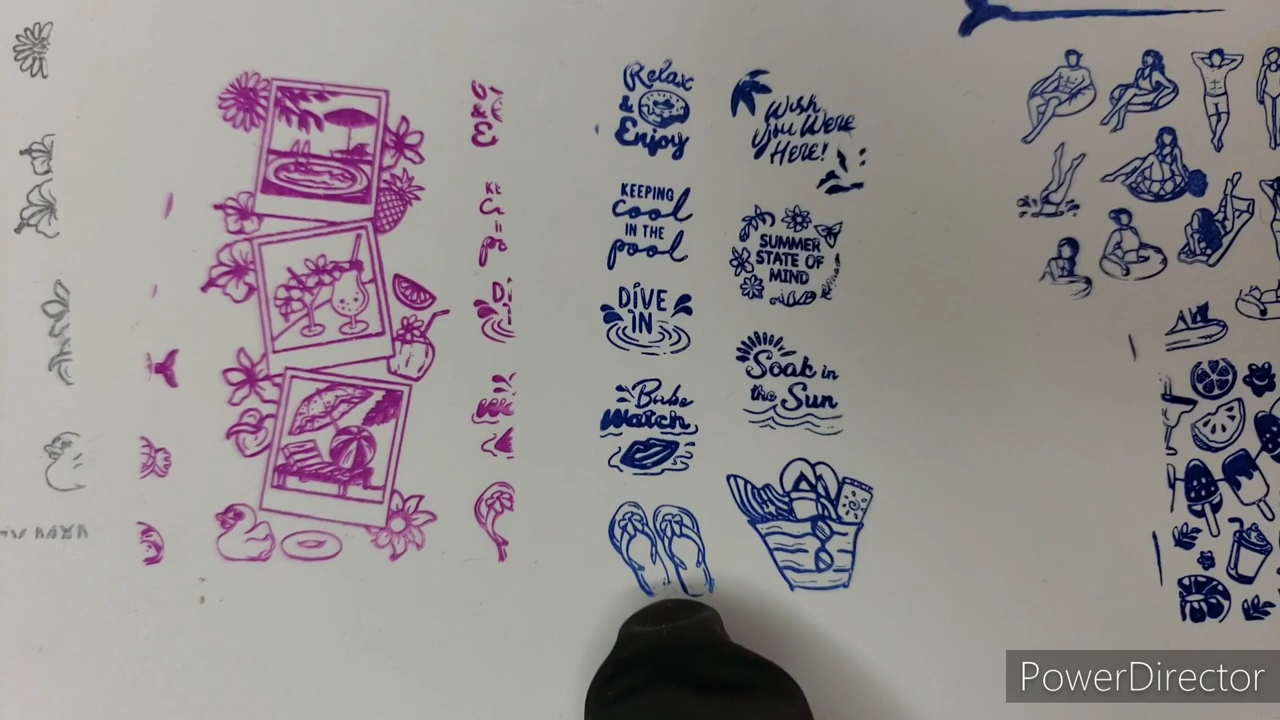 Relax
&
Enjoy
KEEPING
cool
IN THE
pool
DIVE
IN
Babe
Watch
Wish
You Were
HERE!
SUMMER
STATE OF
MIND
Soak in
the Sun
PowerDirector